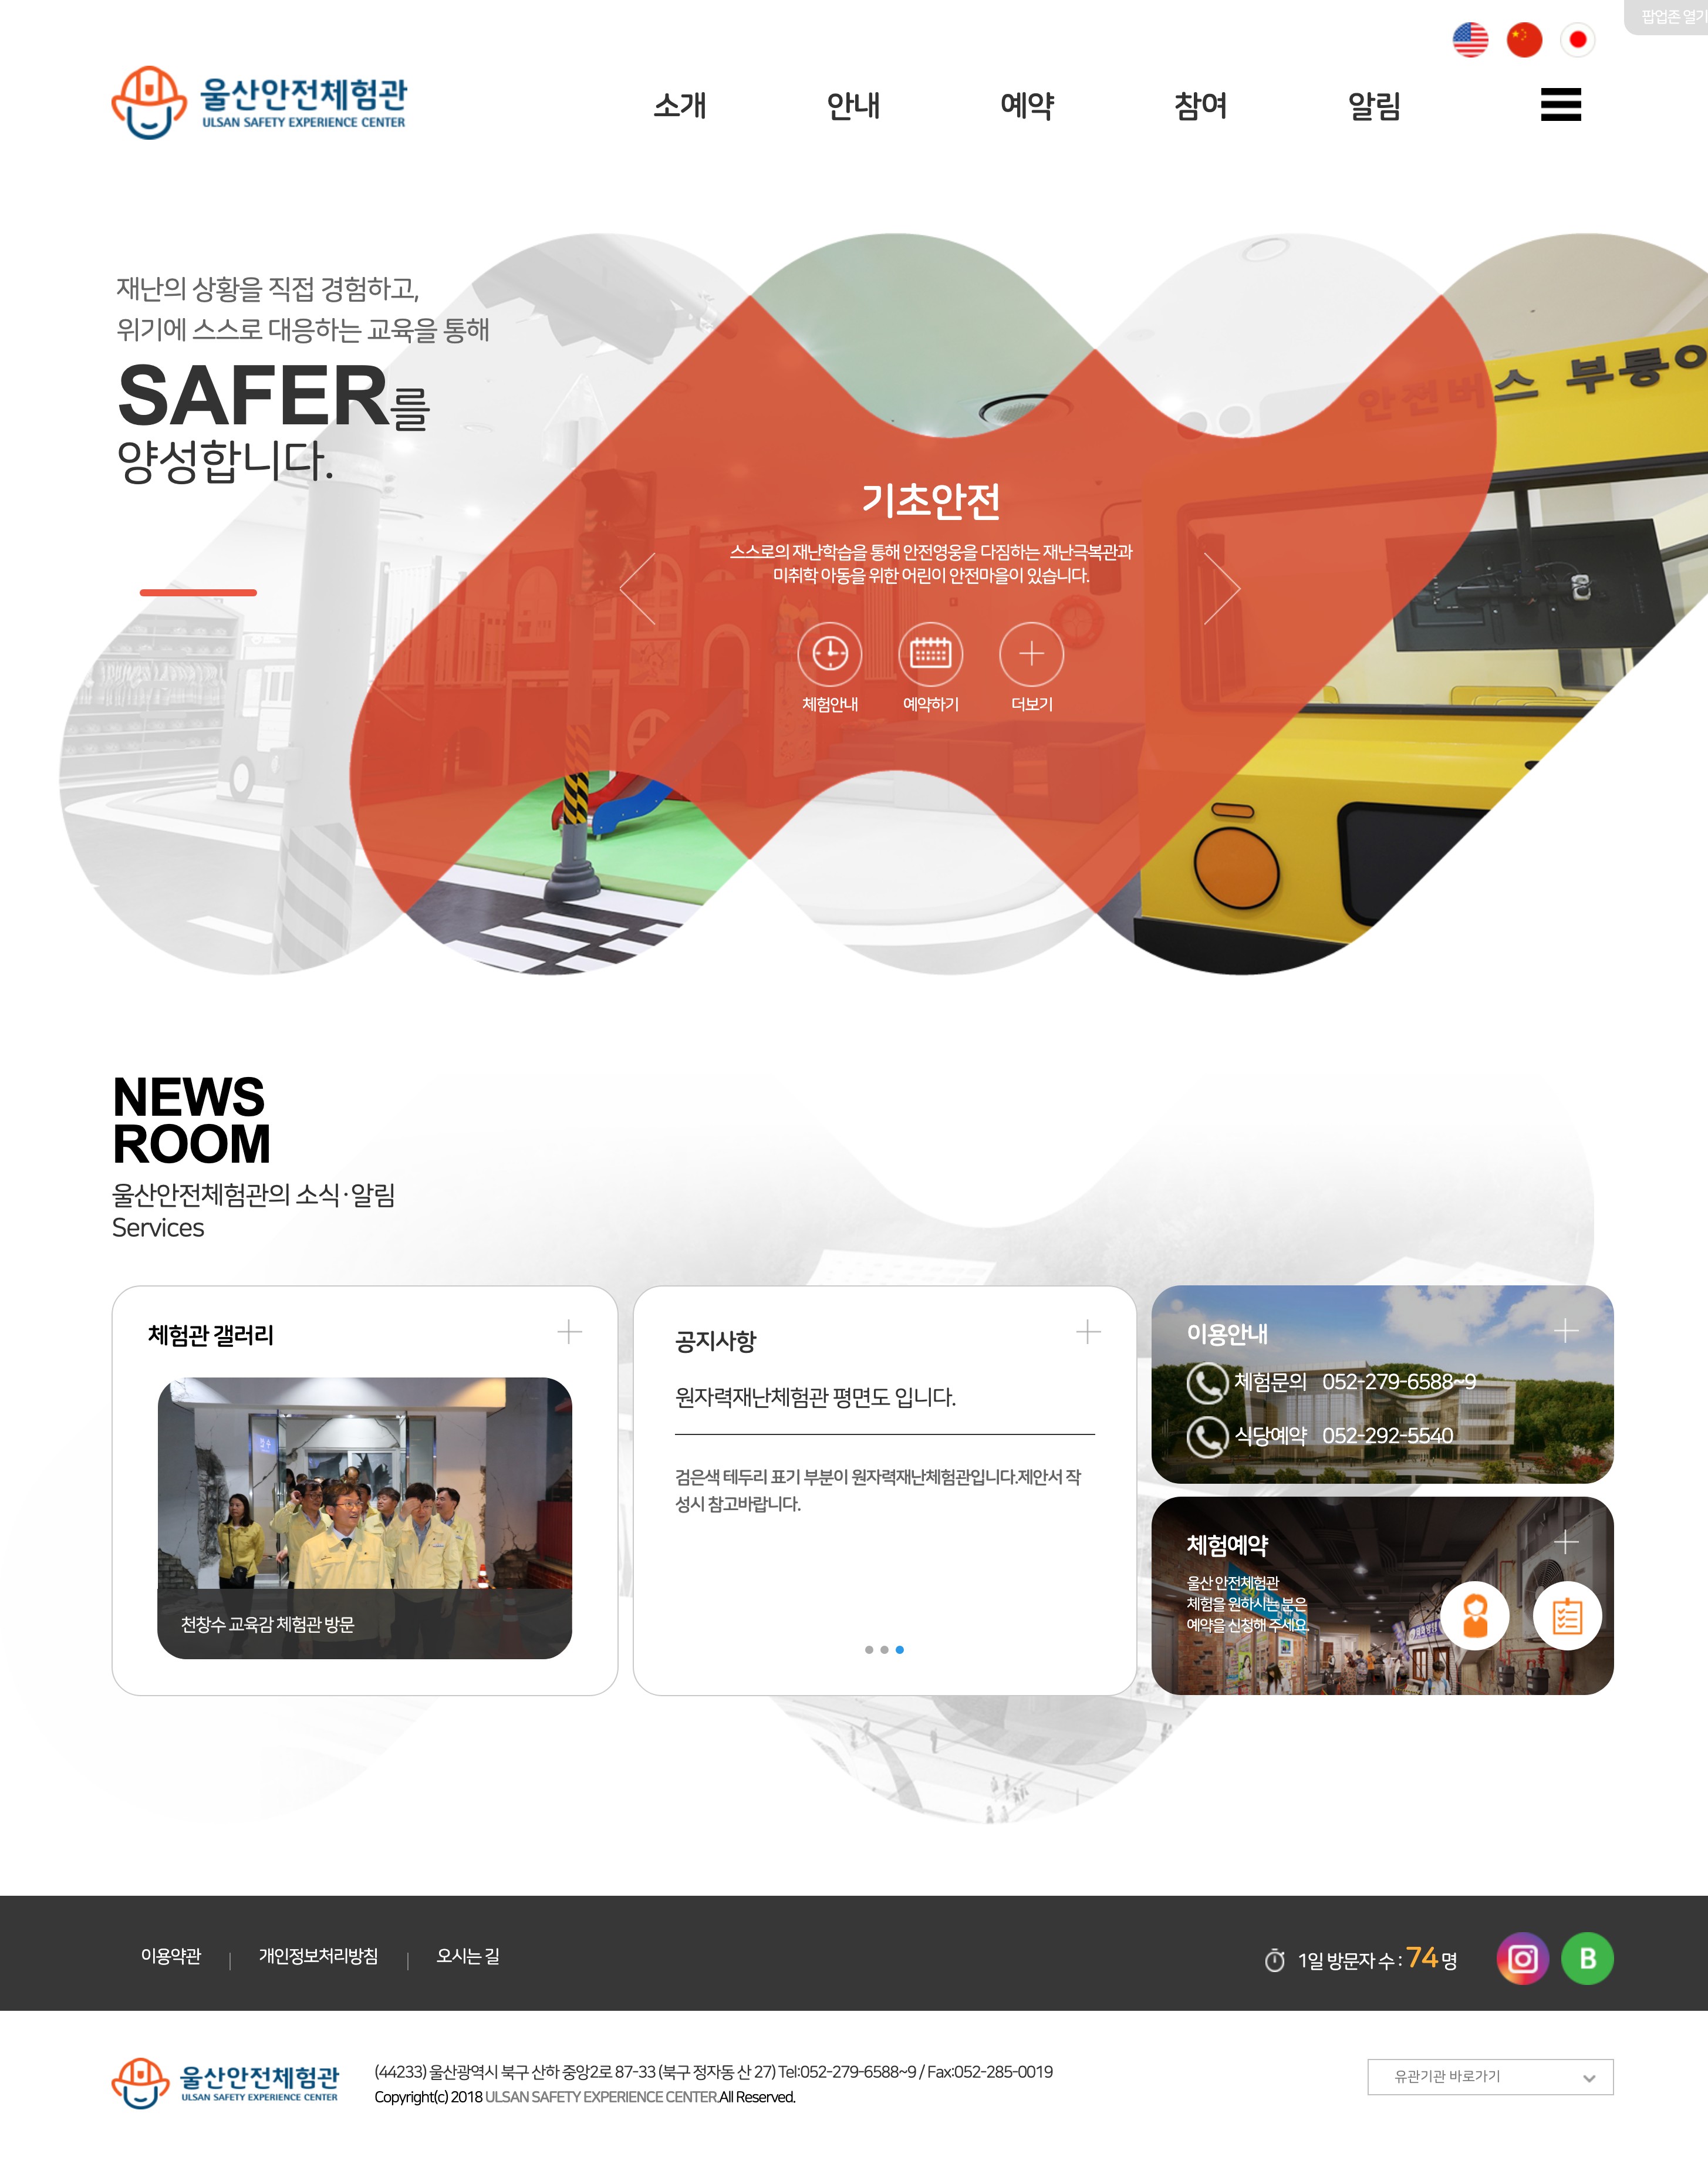 팝업존 열기
울산안전체험관
ULSAN SAFETY EXPERIENCE CENTER
소개
안내
예약
참여
알림
재난의 상황을 직접 경험하고,
위기에 스스로 대응하는 교육을 통해
SAFER를
양성합니다.
안전버스 부릉이
기초안전
스스로의 재난학습을 통해 안전영웅을 다짐하는 재난극복관과
미취학 아동을 위한 어린이 안전마을이 있습니다.
체험안내
예약하기
더보기
NEWS
ROOM
울산안전체험관의 소식·알림
Services
체험관 갤러리
천창수 교육감 체험관 방문
공지사항
원자력재난체험관 평면도 입니다.
검은색 테두리 표기 부분이 원자력재난체험관입니다.제안서 작
성시 참고바랍니다.
이용안내
체험문의 052-279-6588~9
식당예약 052-292-5540
체험예약
울산 안전체험관
체험을 원하시는 분은
예약을 신청해 주세요.
이용약관
개인정보처리방침
오시는 길
1일 방문자 수 : 74 명
B
울산안전체험관
ULSAN SAFETY EXPERIENCE CENTER
(44233) 울산광역시 북구 산하 중앙2로 87-33 (북구 정자동 산 27) Tel:052-279-6588~9 / Fax:052-285-0019
Copyright(c) 2018 ULSAN SAFETY EXPERIENCE CENTER.All Reserved.
유관기관 바로가기